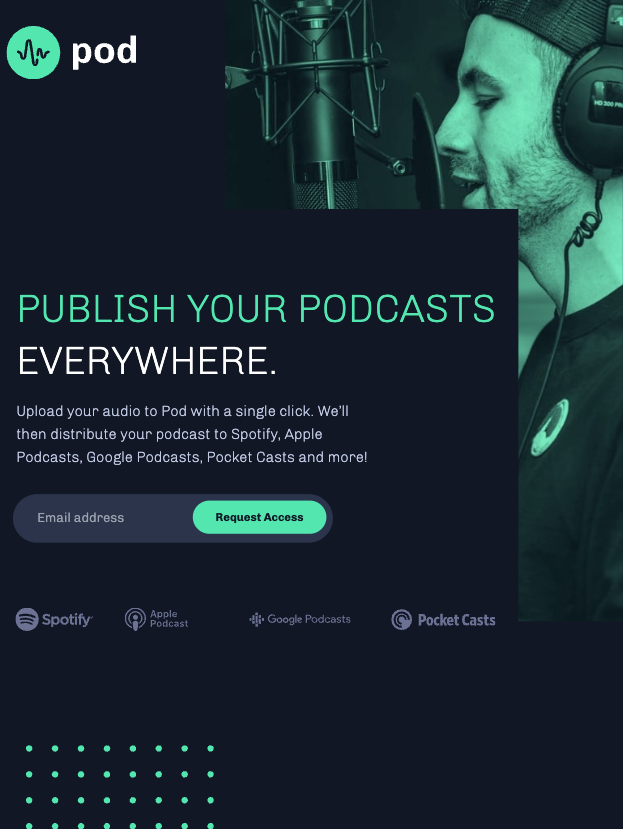 pod
HD 300 PRO
PUBLISH YOUR PODCASTS
EVERYWHERE.
Upload your audio to Pod with a single click. We’ll
then distribute your podcast to Spotify, Apple
Podcasts, Google Podcasts, Pocket Casts and more!
Email address
Request Access
Spotify
Apple
Podcast
Google Podcasts
Pocket Casts